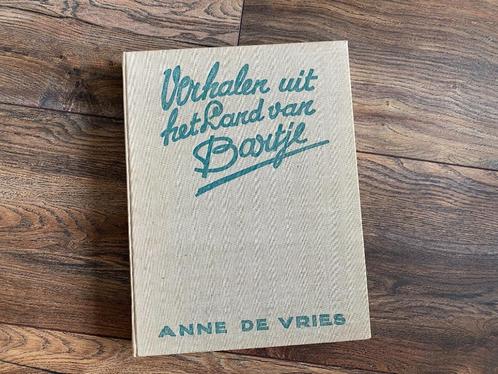 Verhalen uit
het Land van
Bartje
ANNE DE VRIES